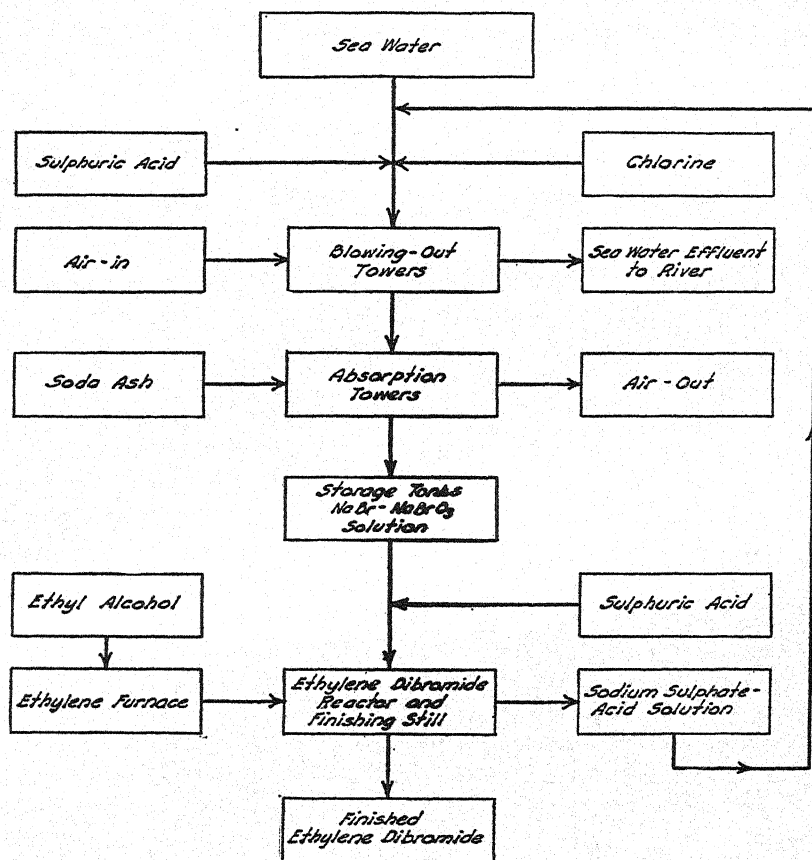 Sea Water
Sulphuric Acid
Chlorine
Air-in
Blowing-Out
Towers
Sea Water Effluent
to River
Soda Ash
Absorption
Towers
Air-Out
Storage Tanks
NaBr-NaBrO₃
Solution
Ethyl Alcohol
Sulphuric Acid
Ethylene Furnace
Ethylene Dibromide
Reactor and
Finishing Still
Sodium Sulphate-
Acid Solution
Finished
Ethylene Dibromide